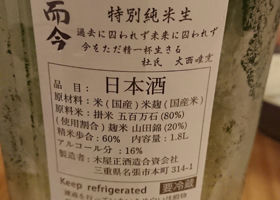 而今
特別純米生
過去に囚われず未来に囚われず
今をただ精一杯生きる
杜氏 大西唯克
品目:日本酒
原材料:米(国産)米麹(国産米)
原料米:掛米 五百万石(80%)
(使用割合)麹米 山田錦(20%)
精米歩合:60% 内容量:1.8L
アルコール分:16%
製造者:木屋正酒造合資会社
三重県名張市本町314-1
Keep refrigerated 要冷蔵